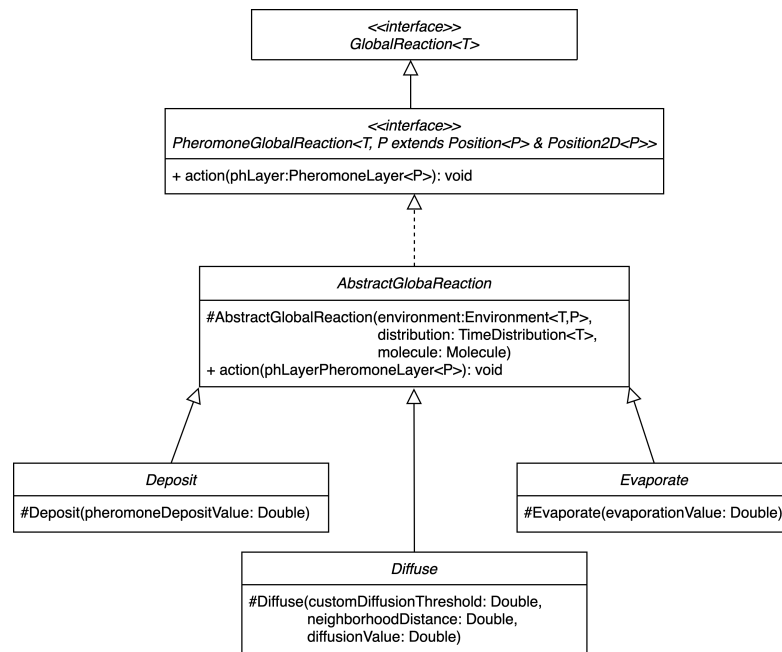 <<interface>>
GlobalReaction<T>
<<interface>>
PheromoneGlobalReaction<T, P extends Position<P> & Position2D<P>>
+ action(phLayer:PheromoneLayer<P>): void
AbstractGlobaReaction
#AbstractGlobalReaction(environment:Environment<T,P>,
distribution: TimeDistribution<T>,
molecule: Molecule)
+ action(phLayerPheromoneLayer<P>): void
Deposit
#Deposit(pheromoneDepositValue: Double)
Evaporate
#Evaporate(evaporationValue: Double)
Diffuse
#Diffuse(customDiffusionThreshold: Double,
neighborhoodDistance: Double,
diffusionValue: Double)